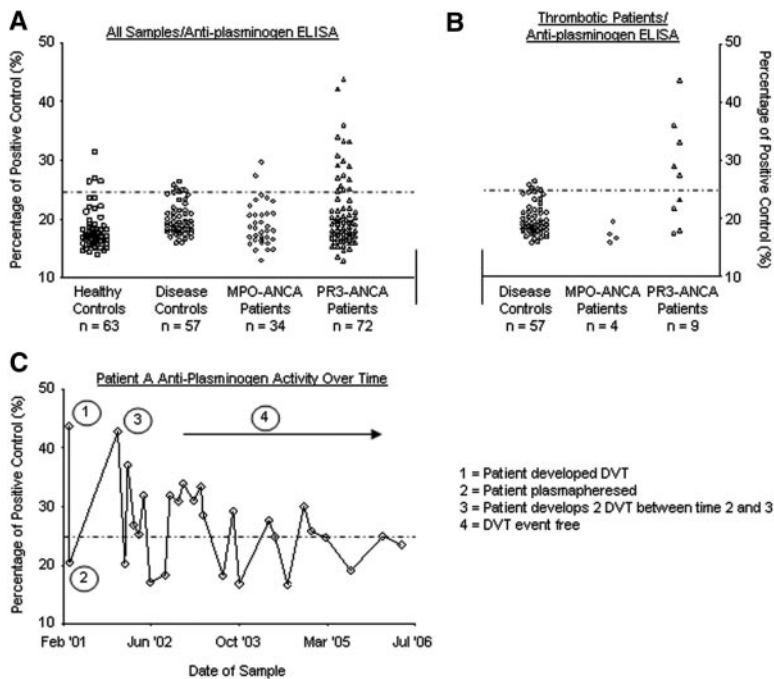 A
All Samples/Anti-plasminogen ELISA
Percentage of Positive Control (%)
50
40
30
20
10
Healthy Controls n = 63
Disease Controls n = 57
MPO-ANCA Patients n = 34
PR3-ANCA Patients n = 72
B
Thrombotic Patients/
Anti-plasminogen ELISA
50
40
30
20
10
Percentage of Positive Control (%)
Disease Controls n = 57
MPO-ANCA Patients n = 4
PR3-ANCA Patients n = 9
C
Patient A Anti-Plasminogen Activity Over Time
Percentage of Positive Control (%)
50
40
30
20
10
1
2
3
4
Feb '01
Jun '02
Oct '03
Mar '05
Jul '06
Date of Sample
1 = Patient developed DVT
2 = Patient plasmapheresed
3 = Patient develops 2 DVT between time 2 and 3
4 = DVT event free